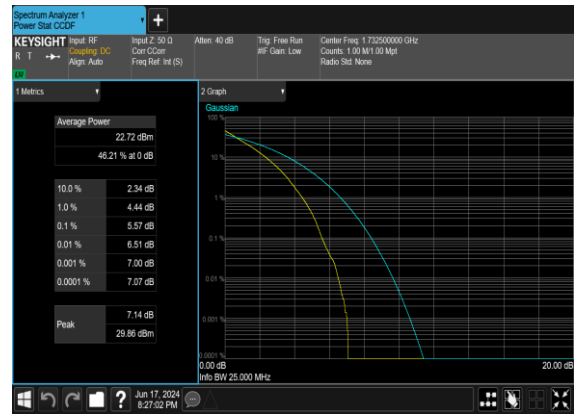 Spectrum Analyzer 1
Power Stat CCDF
+
KEYSIGHT
R T
LXI
Input: RF
Coupling: DC
Align: Auto
Input Z: 50 Ω
Corr CCorr
Freq Ref: Int (S)
Atten: 40 dB
Trig: Free Run
#IF Gain: Low
Center Freq: 1.732500000 GHz
Counts: 1.00 M/1.00 Mpt
Radio Std: None
1 Metrics
Average Power
22.72 dBm
46.21 % at 0 dB
10.0 % 2.34 dB
1.0 % 4.44 dB
0.1 % 5.57 dB
0.01 % 6.51 dB
0.001 % 7.00 dB
0.0001 % 7.07 dB
Peak
7.14 dB
29.86 dBm
2 Graph
Gaussian
100 %
10 %
1 %
0.1 %
0.01 %
0.001 %
0.0001 %
0.00 dB 20.00 dB
Info BW 25.000 MHz
?
Jun 17, 2024
8:27:02 PM